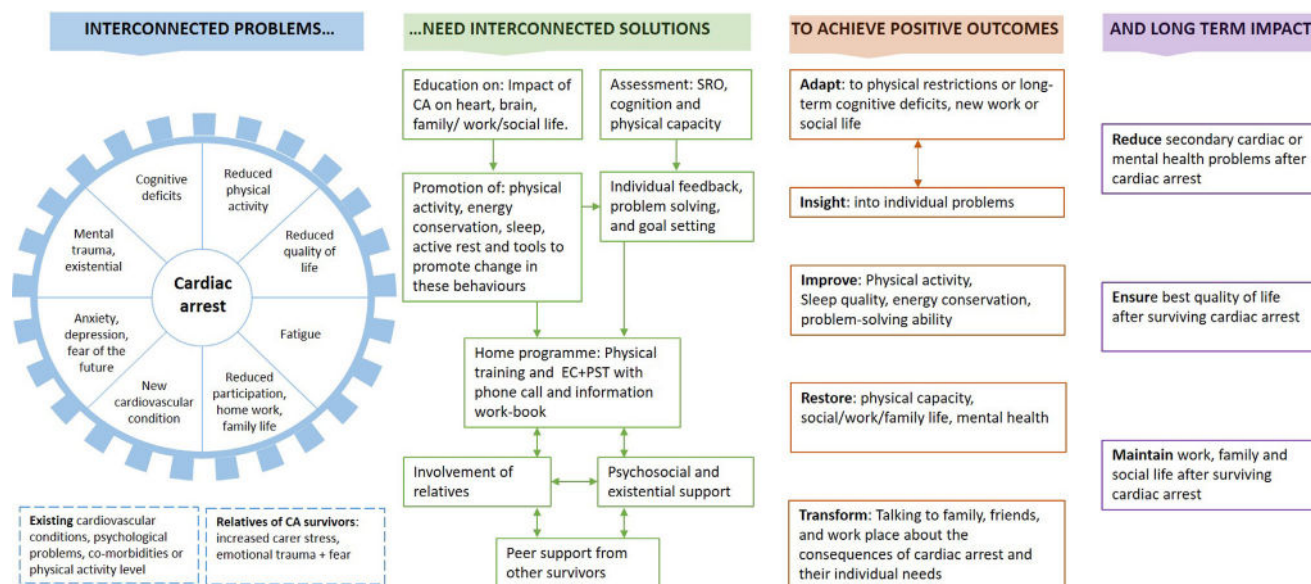 INTERCONNECTED PROBLEMS…
Cognitive
deficits
Reduced
physical
activity
Mental
trauma,
existential
Reduced
quality of
life
Cardiac
arrest
Anxiety,
depression,
fear of the
future
Fatigue
New
cardiovascular
condition
Reduced
participation,
home work,
family life
Existing cardiovascular
conditions, psychological
problems, co-morbidities or
physical activity level
Relatives of CA survivors:
increased carer stress,
emotional trauma + fear
…NEED INTERCONNECTED SOLUTIONS
Education on: Impact of
CA on heart, brain,
family/ work/social life.
Assessment: SRO,
cognition and
physical capacity
Promotion of: physical
activity, energy
conservation, sleep,
active rest and tools to
promote change in
these behaviours
Individual feedback,
problem solving,
and goal setting
Home programme: Physical
training and EC+PST with
phone call and information
work-book
Involvement of
relatives
Psychosocial and
existential support
Peer support from
other survivors
TO ACHIEVE POSITIVE OUTCOMES
Adapt: to physical restrictions or long-
term cognitive deficits, new work or
social life
Insight: into individual problems
Improve: Physical activity,
Sleep quality, energy conservation,
problem-solving ability
Restore: physical capacity,
social/work/family life, mental health
Transform: Talking to family, friends,
and work place about the
consequences of cardiac arrest and
their individual needs
AND LONG TERM IMPACT
Reduce secondary cardiac or
mental health problems after
cardiac arrest
Ensure best quality of life
after surviving cardiac arrest
Maintain work, family and
social life after surviving
cardiac arrest